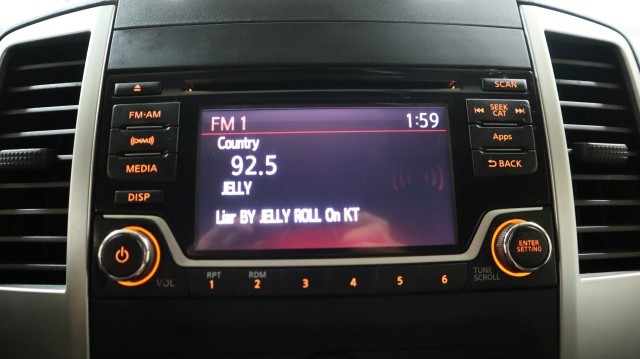 SCAN
FM·AM
FM 1 1:59
SEEK
CAT
Country
Apps
MEDIA
92.5
BACK
DISP
JELLY
Liar BY JELLY ROLL On KT
ENTER
SETTING
VOL
RPT
1
RDM
2
3
4
5
6
TUNE
SCROLL